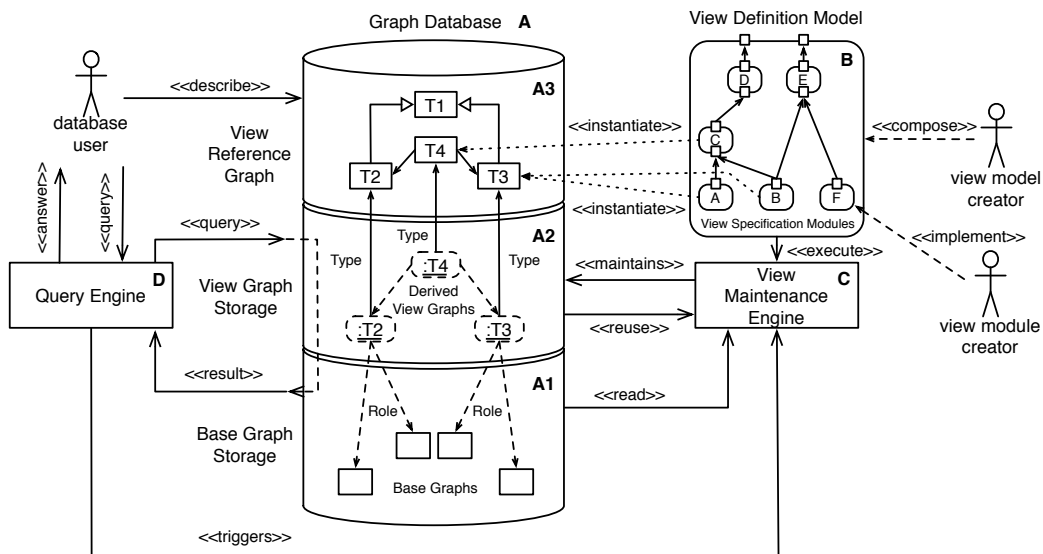 Graph Database A
View Definition Model
B
D
E
<<describe>>
A3
T1
database
user
View
Reference
Graph
<<instantiate>>
C
<<compose>>
T4
T2
T3
view model
creator
A
B
F
<<instantiate>>
View Specification Modules
<<answer>>
<<query>>
<<query>>
Type
A2
<<implement>>
<<execute>>
Type
Type
:T4
<<maintains>>
D
Query Engine
View Graph
Storage
Derived
View Graphs
View
Maintenance
Engine
C
:T2
:T3
<<reuse>>
view module
creator
<<result>>
A1
<<read>>
Role
Role
Base Graph
Storage
Base Graphs
<<triggers>>